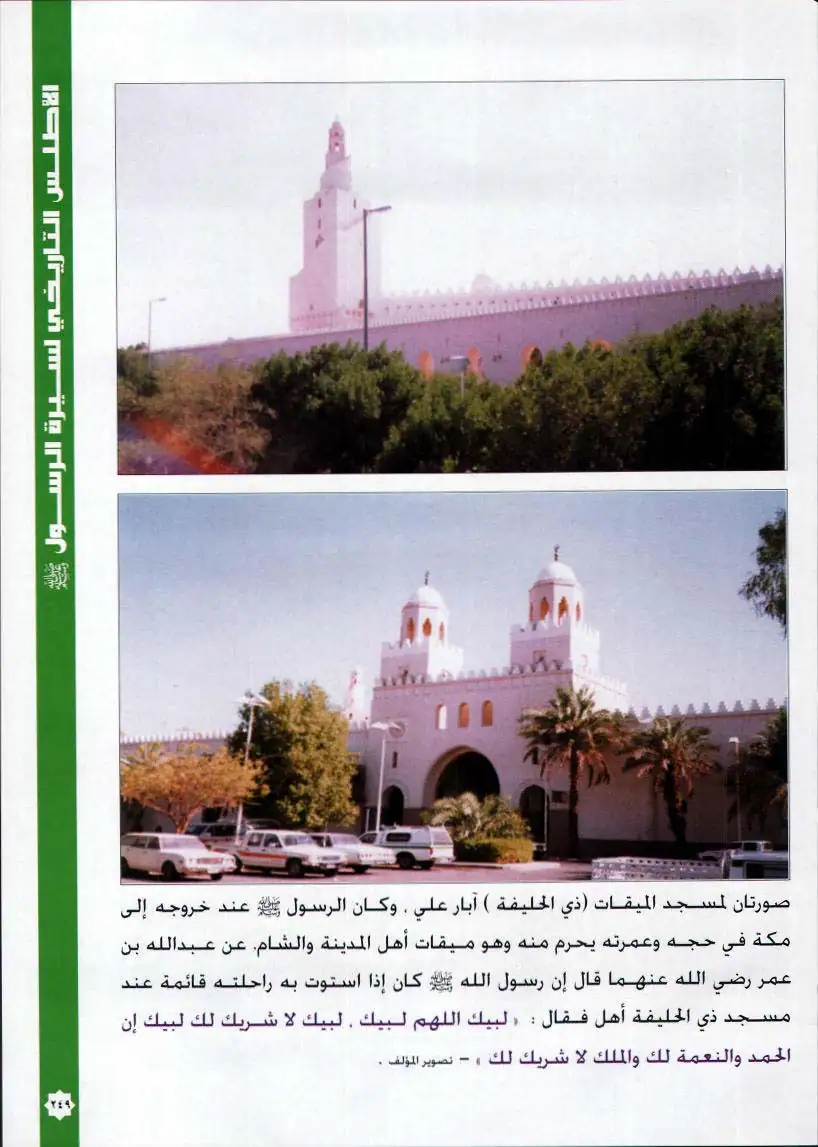 الأطلس التاريخي لسيرة الرسول ﷺ
صورتان لمسجد الميقات (ذي الحليفة ) آبار علي . وكان الرسول ﷺ عند خروجه إلى
مكة في حجه وعمرته يحرم منه وهو ميقات أهل المدينة والشام. عن عبدالله بن
عمر رضي الله عنهما قال إن رسول الله ﷺ كان إذا استوت به راحلته قائمة عند
مسجد ذي الحليفة أهل فقال : « لبيك اللهم لبيك . لبيك لا شريك لك لبيك إن
الحمد والنعمة لك والملك لا شريك لك » – تصوير المؤلف .
٢٤٩